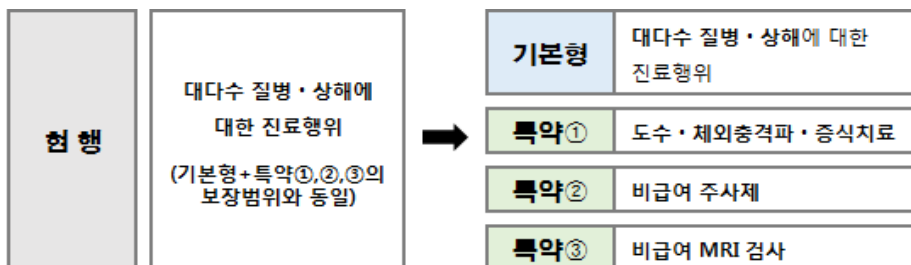 현 행
대다수 질병・상해에
대한 진료행위
(기본형+특약①,②,③의
보장범위와 동일)
기본형
대다수 질병・상해에 대한
진료행위
특약①
도수・체외충격파・증식치료
특약②
비급여 주사제
특약③
비급여 MRI 검사